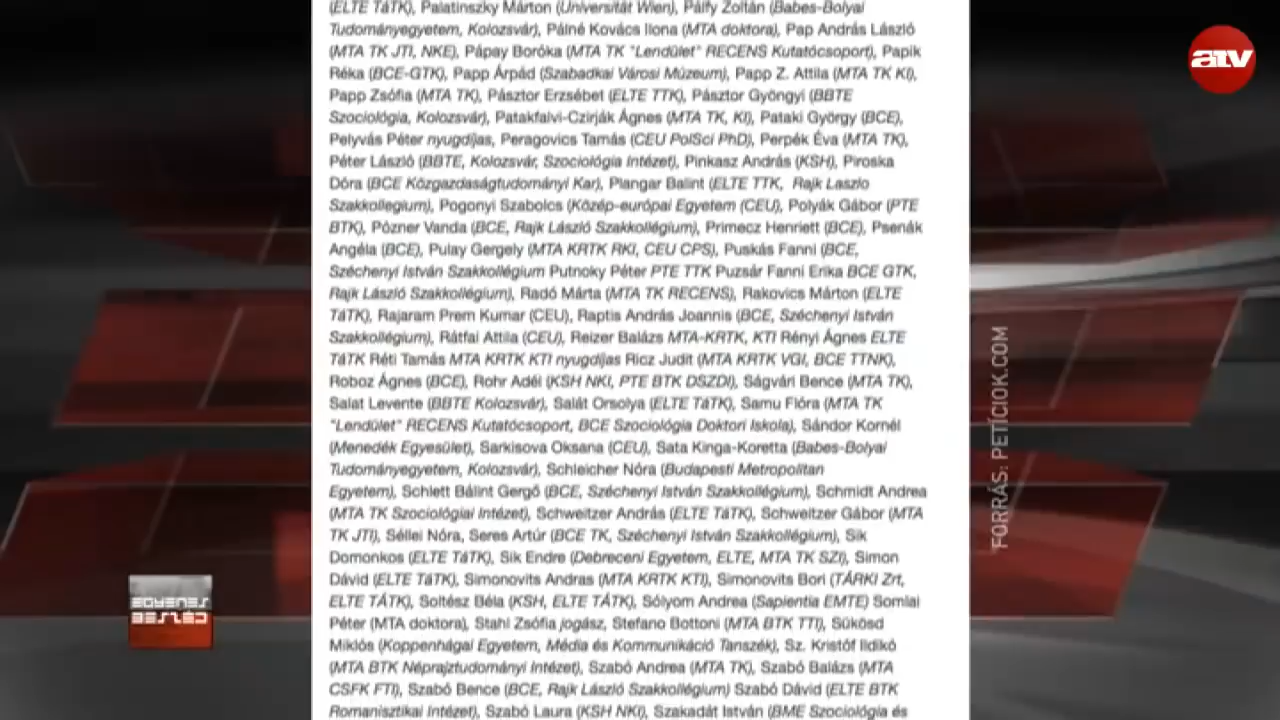 (ELTE TáTK), Palatinszky Márton (Universität Wien), Pálfy Zoltán (Babes-Bolyai
Tudományegyetem, Kolozsvár), Pálné Kovács Ilona (MTA doktora), Pap András László
(MTA TK JTI, NKE), Pápay Boróka (MTA TK "Lendület" RECENS Kutatócsoport), Papik
Réka (BCE-GTK), Papp Árpád (Szabadkai Városi Múzeum), Papp Z. Attila (MTA TK KI),
Papp Zsófia (MTA TK), Pásztor Erzsébet (ELTE TTK), Pásztor Gyöngyi (BBTE
Szociológia, Kolozsvár), Patakfalvi-Czirják Ágnes (MTA TK, KI), Pataki György (BCE),
Pelyvás Péter nyugdíjas, Peragovics Tamás (CEU PolSci PhD), Perpék Éva (MTA TK),
Péter László (BBTE, Kolozsvár, Szociológia Intézet), Pinkasz András (KSH), Piroska
Dóra (BCE Közgazdaságtudományi Kar), Plangar Balint (ELTE TTK, Rajk Laszlo
Szakkollegium), Pogonyi Szabolcs (Közép-európai Egyetem (CEU), Polyák Gábor (PTE
BTK), Pózner Vanda (BCE, Rajk László Szakkollégium), Primecz Henriett (BCE), Psenák
Angéla (BCE), Pulay Gergely (MTA KRTK RKI, CEU CPS), Puskás Fanni (BCE,
Széchenyi István Szakkollégium Putnoky Péter PTE TTK Puzsár Fanni Erika BCE GTK,
Rajk László Szakkollégium), Radó Márta (MTA TK RECENS), Rakovics Márton (ELTE
TáTK), Rajaram Prem Kumar (CEU), Raptis András Joannis (BCE, Széchenyi István
Szakkollégium), Rátfai Attila (CEU), Reizer Balázs MTA-KRTK, KTI Rényi Ágnes ELTE
TáTK Réti Tamás MTA KRTK KTI nyugdíjas Ricz Judit (MTA KRTK VGI, BCE TTNK),
Roboz Ágnes (BCE), Rohr Adél (KSH NKI, PTE BTK DSZDI), Ságvári Bence (MTA TK),
Salat Levente (BBTE Kolozsvár), Salát Orsolya (ELTE TáTK), Samu Flóra (MTA TK
"Lendület" RECENS Kutatócsoport, BCE Szociológia Doktori Iskola), Sándor Kornél
(Menedék Egyesület), Sarkisova Oksana (CEU), Sata Kinga-Koretta (Babes-Bolyai
Tudományegyetem, Kolozsvár), Schleicher Nóra (Budapesti Metropolitan
Egyetem), Schlett Bálint Gergő (BCE, Széchenyi István Szakkollégium), Schmidt Andrea
(MTA TK Szociológiai Intézet), Schweitzer András (ELTE TáTK), Schweitzer Gábor (MTA
TK JTI), Séllei Nóra, Seres Artúr (BCE TK, Széchenyi István Szakkollégium), Sik
Domonkos (ELTE TáTK), Sik Endre (Debreceni Egyetem, ELTE, MTA TK SZI), Simon
Dávid (ELTE TáTK), Simonovits Andras (MTA KRTK KTI), Simonovits Bori (TÁRKI Zrt,
ELTE TÁTK), Soltész Béla (KSH, ELTE TÁTK), Sólyom Andrea (Sapientia EMTE) Somlai
Péter (MTA doktora), Stahl Zsófia jogász, Stefano Bottoni (MTA BTK TTI), Sükösd
Miklós (Koppenhágai Egyetem, Média és Kommunikáció Tanszék), Sz. Kristóf Ildikó
(MTA BTK Néprajztudományi Intézet), Szabó Andrea (MTA TK), Szabó Balázs (MTA
CSFK FTI), Szabó Bence (BCE, Rajk László Szakkollégium) Szabó Dávid (ELTE BTK
Romanisztikai Intézet), Szabó Laura (KSH NKI), Szakadát István (BME Szociológia és
atv
FORRÁS: PETÍCIOK.COM
EGYENES
BESZÉD